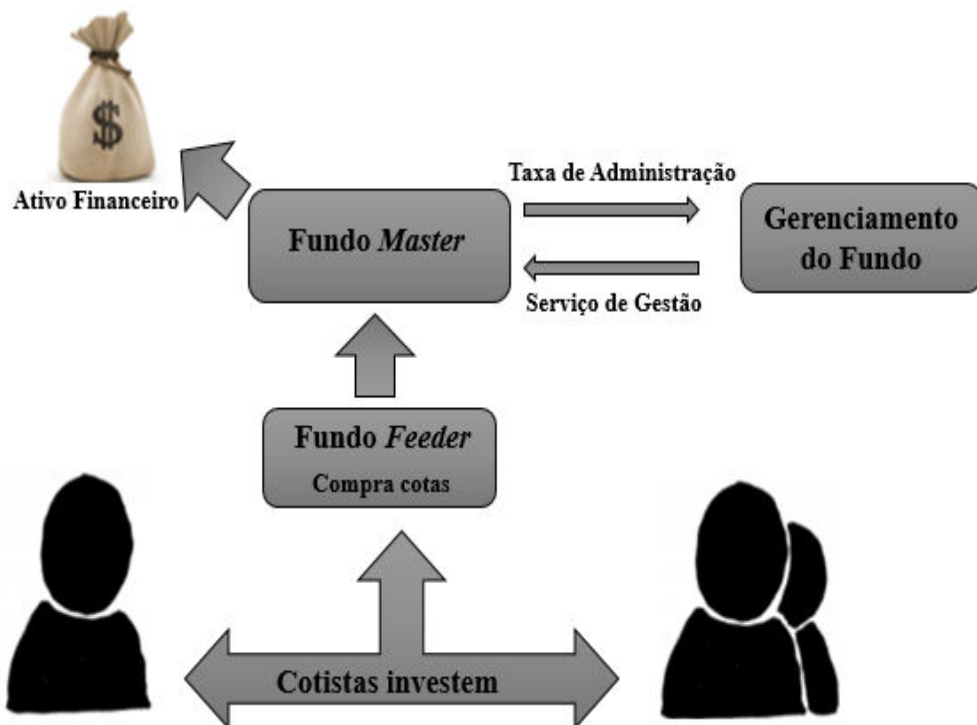 $
Ativo Financeiro
Taxa de Administração
Fundo Master
Gerenciamento
do Fundo
Serviço de Gestão
Fundo Feeder
Compra cotas
Cotistas investem